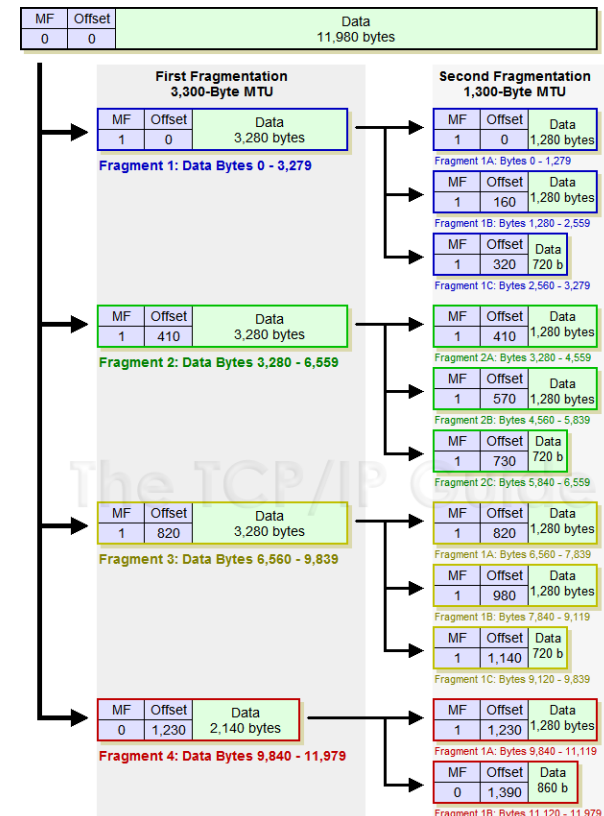 MF Offset Data
0 0 11,980 bytes
First Fragmentation
3,300-Byte MTU
Second Fragmentation
1,300-Byte MTU
MF Offset Data
1 0 3,280 bytes
Fragment 1: Data Bytes 0 - 3,279
MF Offset Data
1 0 1,280 bytes
Fragment 1A: Bytes 0 - 1,279
MF Offset Data
1 160 1,280 bytes
Fragment 1B: Bytes 1,280 - 2,559
MF Offset Data
1 320 720 b
Fragment 1C: Bytes 2,560 - 3,279
MF Offset Data
1 410 3,280 bytes
Fragment 2: Data Bytes 3,280 - 6,559
MF Offset Data
1 410 1,280 bytes
Fragment 2A: Bytes 3,280 - 4,559
MF Offset Data
1 570 1,280 bytes
Fragment 2B: Bytes 4,560 - 5,839
MF Offset Data
1 730 720 b
Fragment 2C: Bytes 5,840 - 6,559
The TCP/IP Guide
MF Offset Data
1 820 3,280 bytes
Fragment 3: Data Bytes 6,560 - 9,839
MF Offset Data
1 820 1,280 bytes
Fragment 1A: Bytes 6,560 - 7,839
MF Offset Data
1 980 1,280 bytes
Fragment 1B: Bytes 7,840 - 9,119
MF Offset Data
1 1,140 720 b
Fragment 1C: Bytes 9,120 - 9,839
MF Offset Data
0 1,230 2,140 bytes
Fragment 4: Data Bytes 9,840 - 11,979
MF Offset Data
1 1,230 1,280 bytes
Fragment 1A: Bytes 9,840 - 11,119
MF Offset Data
0 1,390 860 b
Fragment 1B: Bytes 11,120 - 11,979